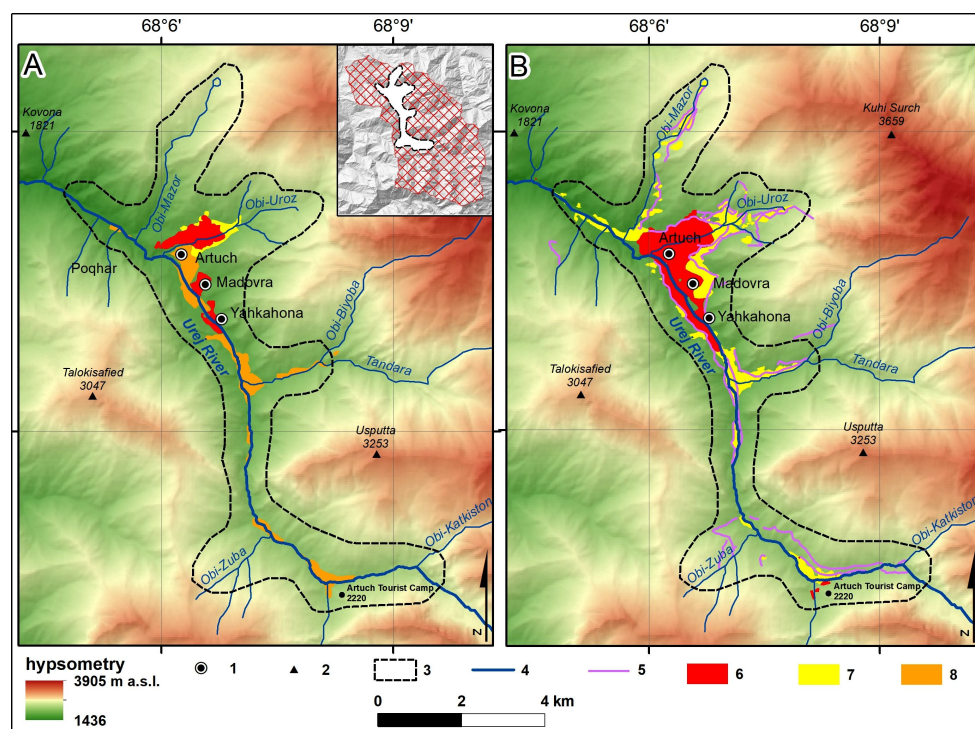 68°6'
68°9'
68°6'
68°9'
A
Kovona
1821
Obi-Mazor
Obi-Uroz
Poqhar
Artuch
Madovra
Yahkahona
Urej River
Obi-Biyoba
Tandara
Talokisafied
3047
Usputta
3253
Obi-Katkiston
Obi-Zuba
Artuch Tourist Camp
2220
N
B
Kovona
1821
Obi-Mazor
Kuhi Surch
3659
Obi-Uroz
Artuch
Madovra
Yahkahona
Urej River
Obi-Biyoba
Tandara
Talokisafied
3047
Usputta
3253
Obi-Katkiston
Obi-Zuba
Artuch Tourist Camp
2220
N
hypsometry
3905 m a.s.l.
1436
1
2
3
4
5
6
7
8
0 2 4 km